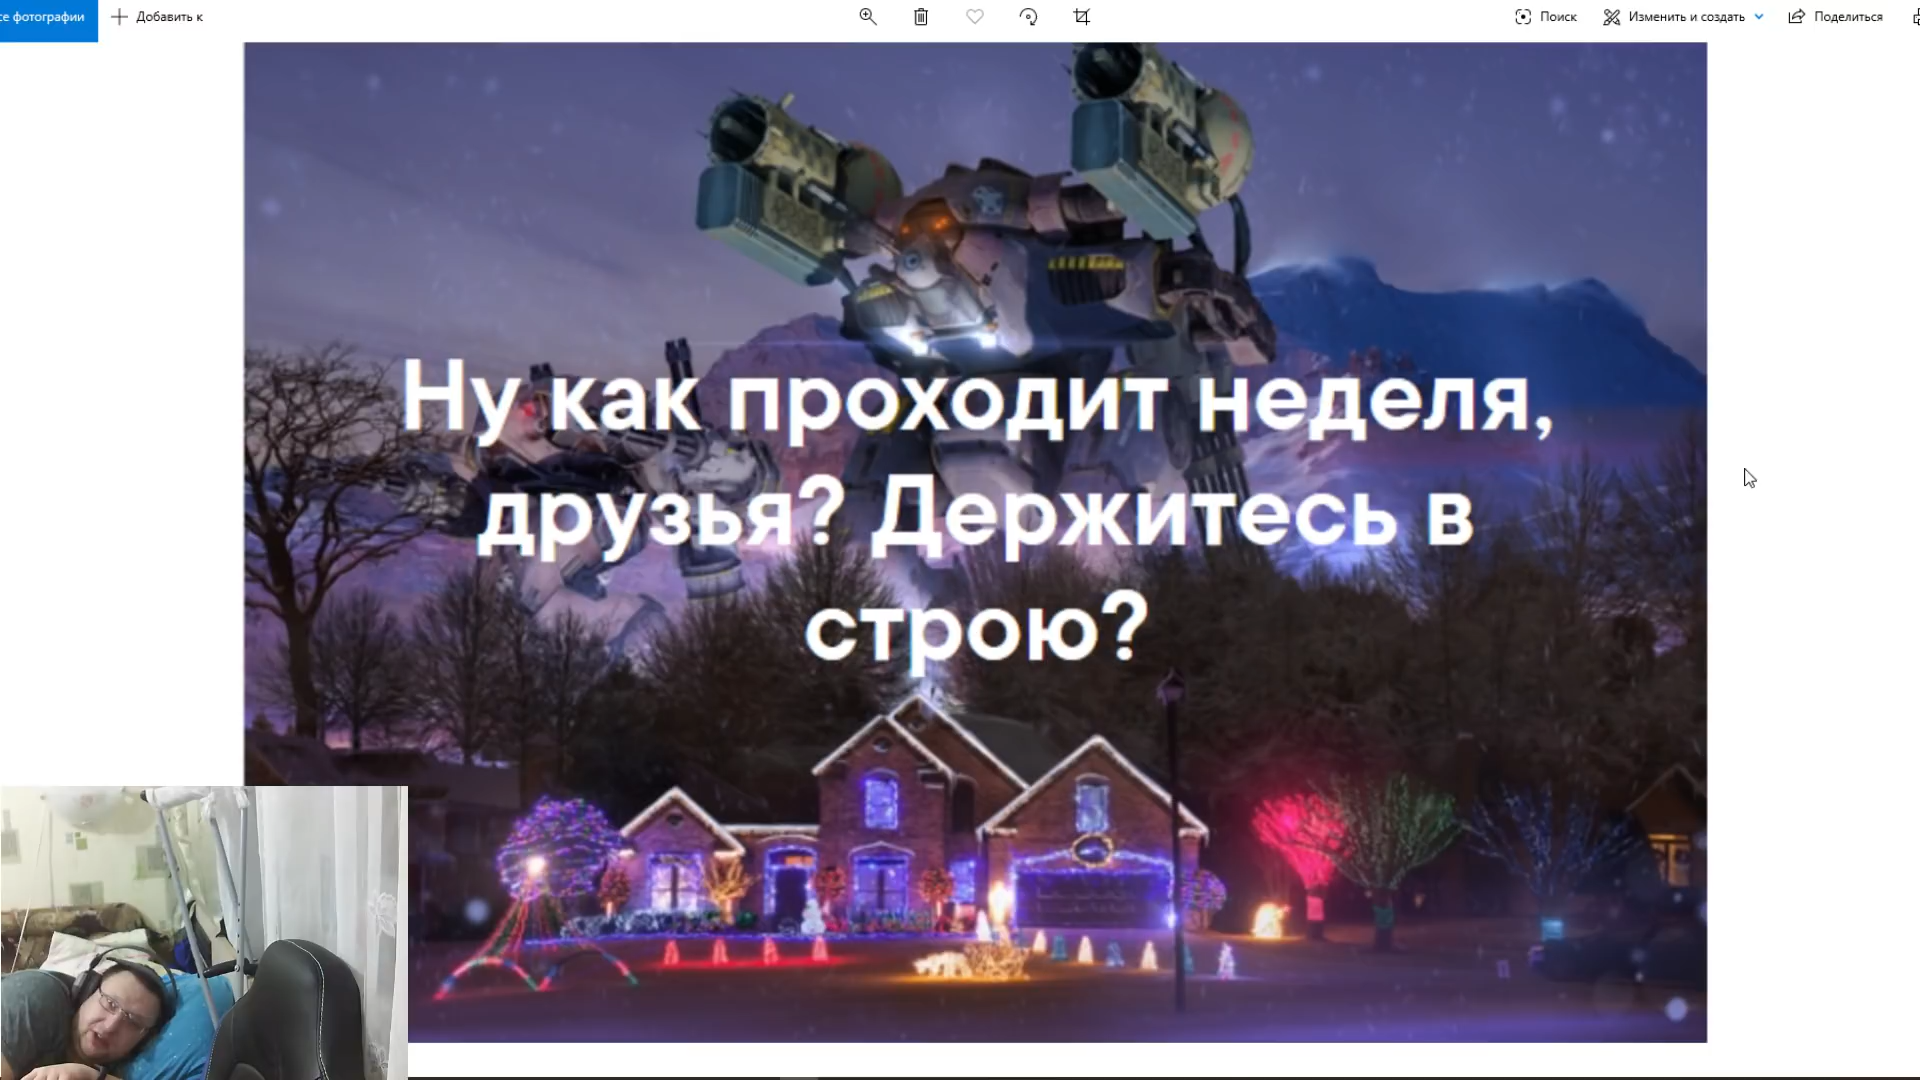 се фотографии
Добавить к
Поиск
Изменить и создать
Поделиться
Ну как проходит неделя,
друзья? Держитесь в
строю?